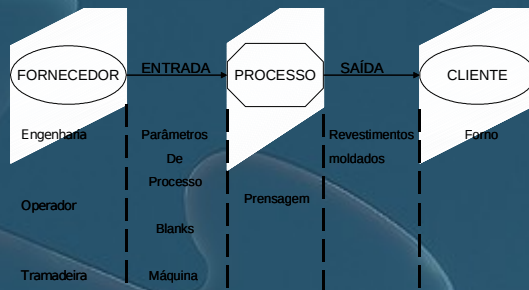 FORNECEDOR
ENTRADA
PROCESSO
SAÍDA
CLIENTE
Engenharia
Operador
Tramadeira
Parâmetros
De
Processo
Blanks
Máquina
Prensagem
Revestimentos
moldados
Forno